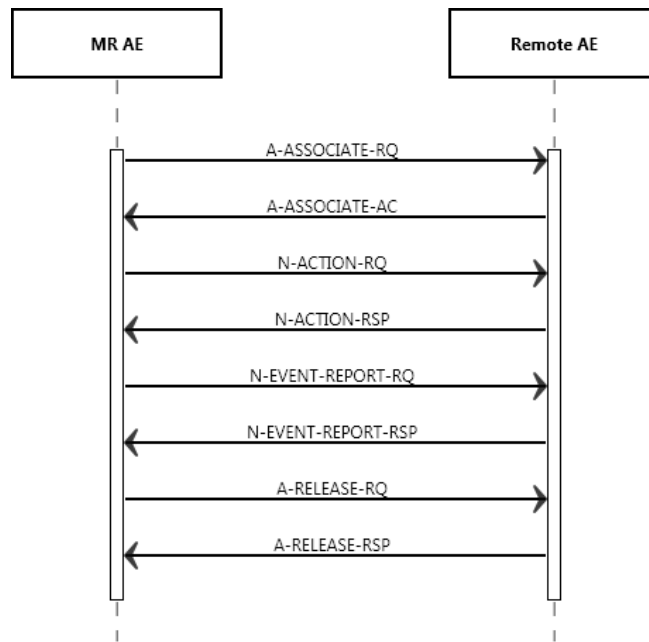 MR AE
Remote AE
A-ASSOCIATE-RQ
A-ASSOCIATE-AC
N-ACTION-RQ
N-ACTION-RSP
N-EVENT-REPORT-RQ
N-EVENT-REPORT-RSP
A-RELEASE-RQ
A-RELEASE-RSP